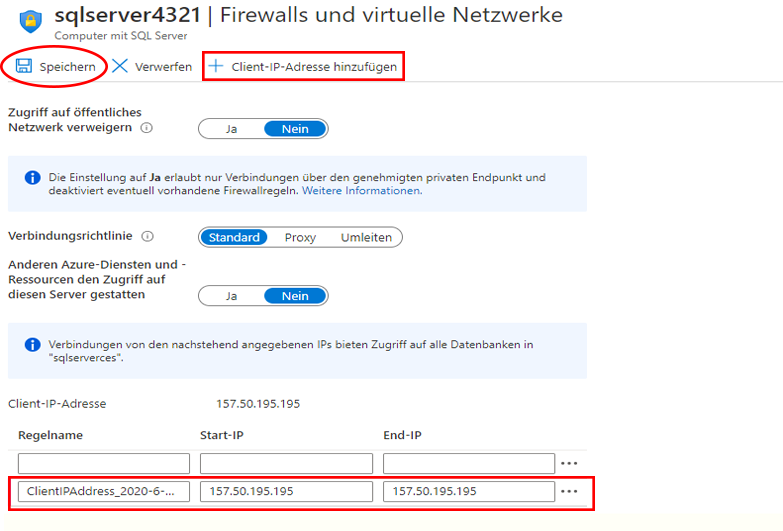 sqlserver4321 | Firewalls und virtuelle Netzwerke
Computer mit SQL Server
Speichern Verwerfen Client-IP-Adresse hinzufügen
Zugriff auf öffentliches
Netzwerk verweigern
Ja Nein
Die Einstellung auf Ja erlaubt nur Verbindungen über den genehmigten privaten Endpunkt und
deaktiviert eventuell vorhandene Firewallregeln. Weitere Informationen.
Verbindungsrichtlinie
Standard Proxy Umleiten
Anderen Azure-Diensten und -
Ressourcen den Zugriff auf
diesen Server gestatten
Ja Nein
Verbindungen von den nachstehend angegebenen IPs bieten Zugriff auf alle Datenbanken in
"sqlserverces".
Client-IP-Adresse 157.50.195.195
Regelname Start-IP End-IP
ClientIPAddress_2020-6-... 157.50.195.195 157.50.195.195